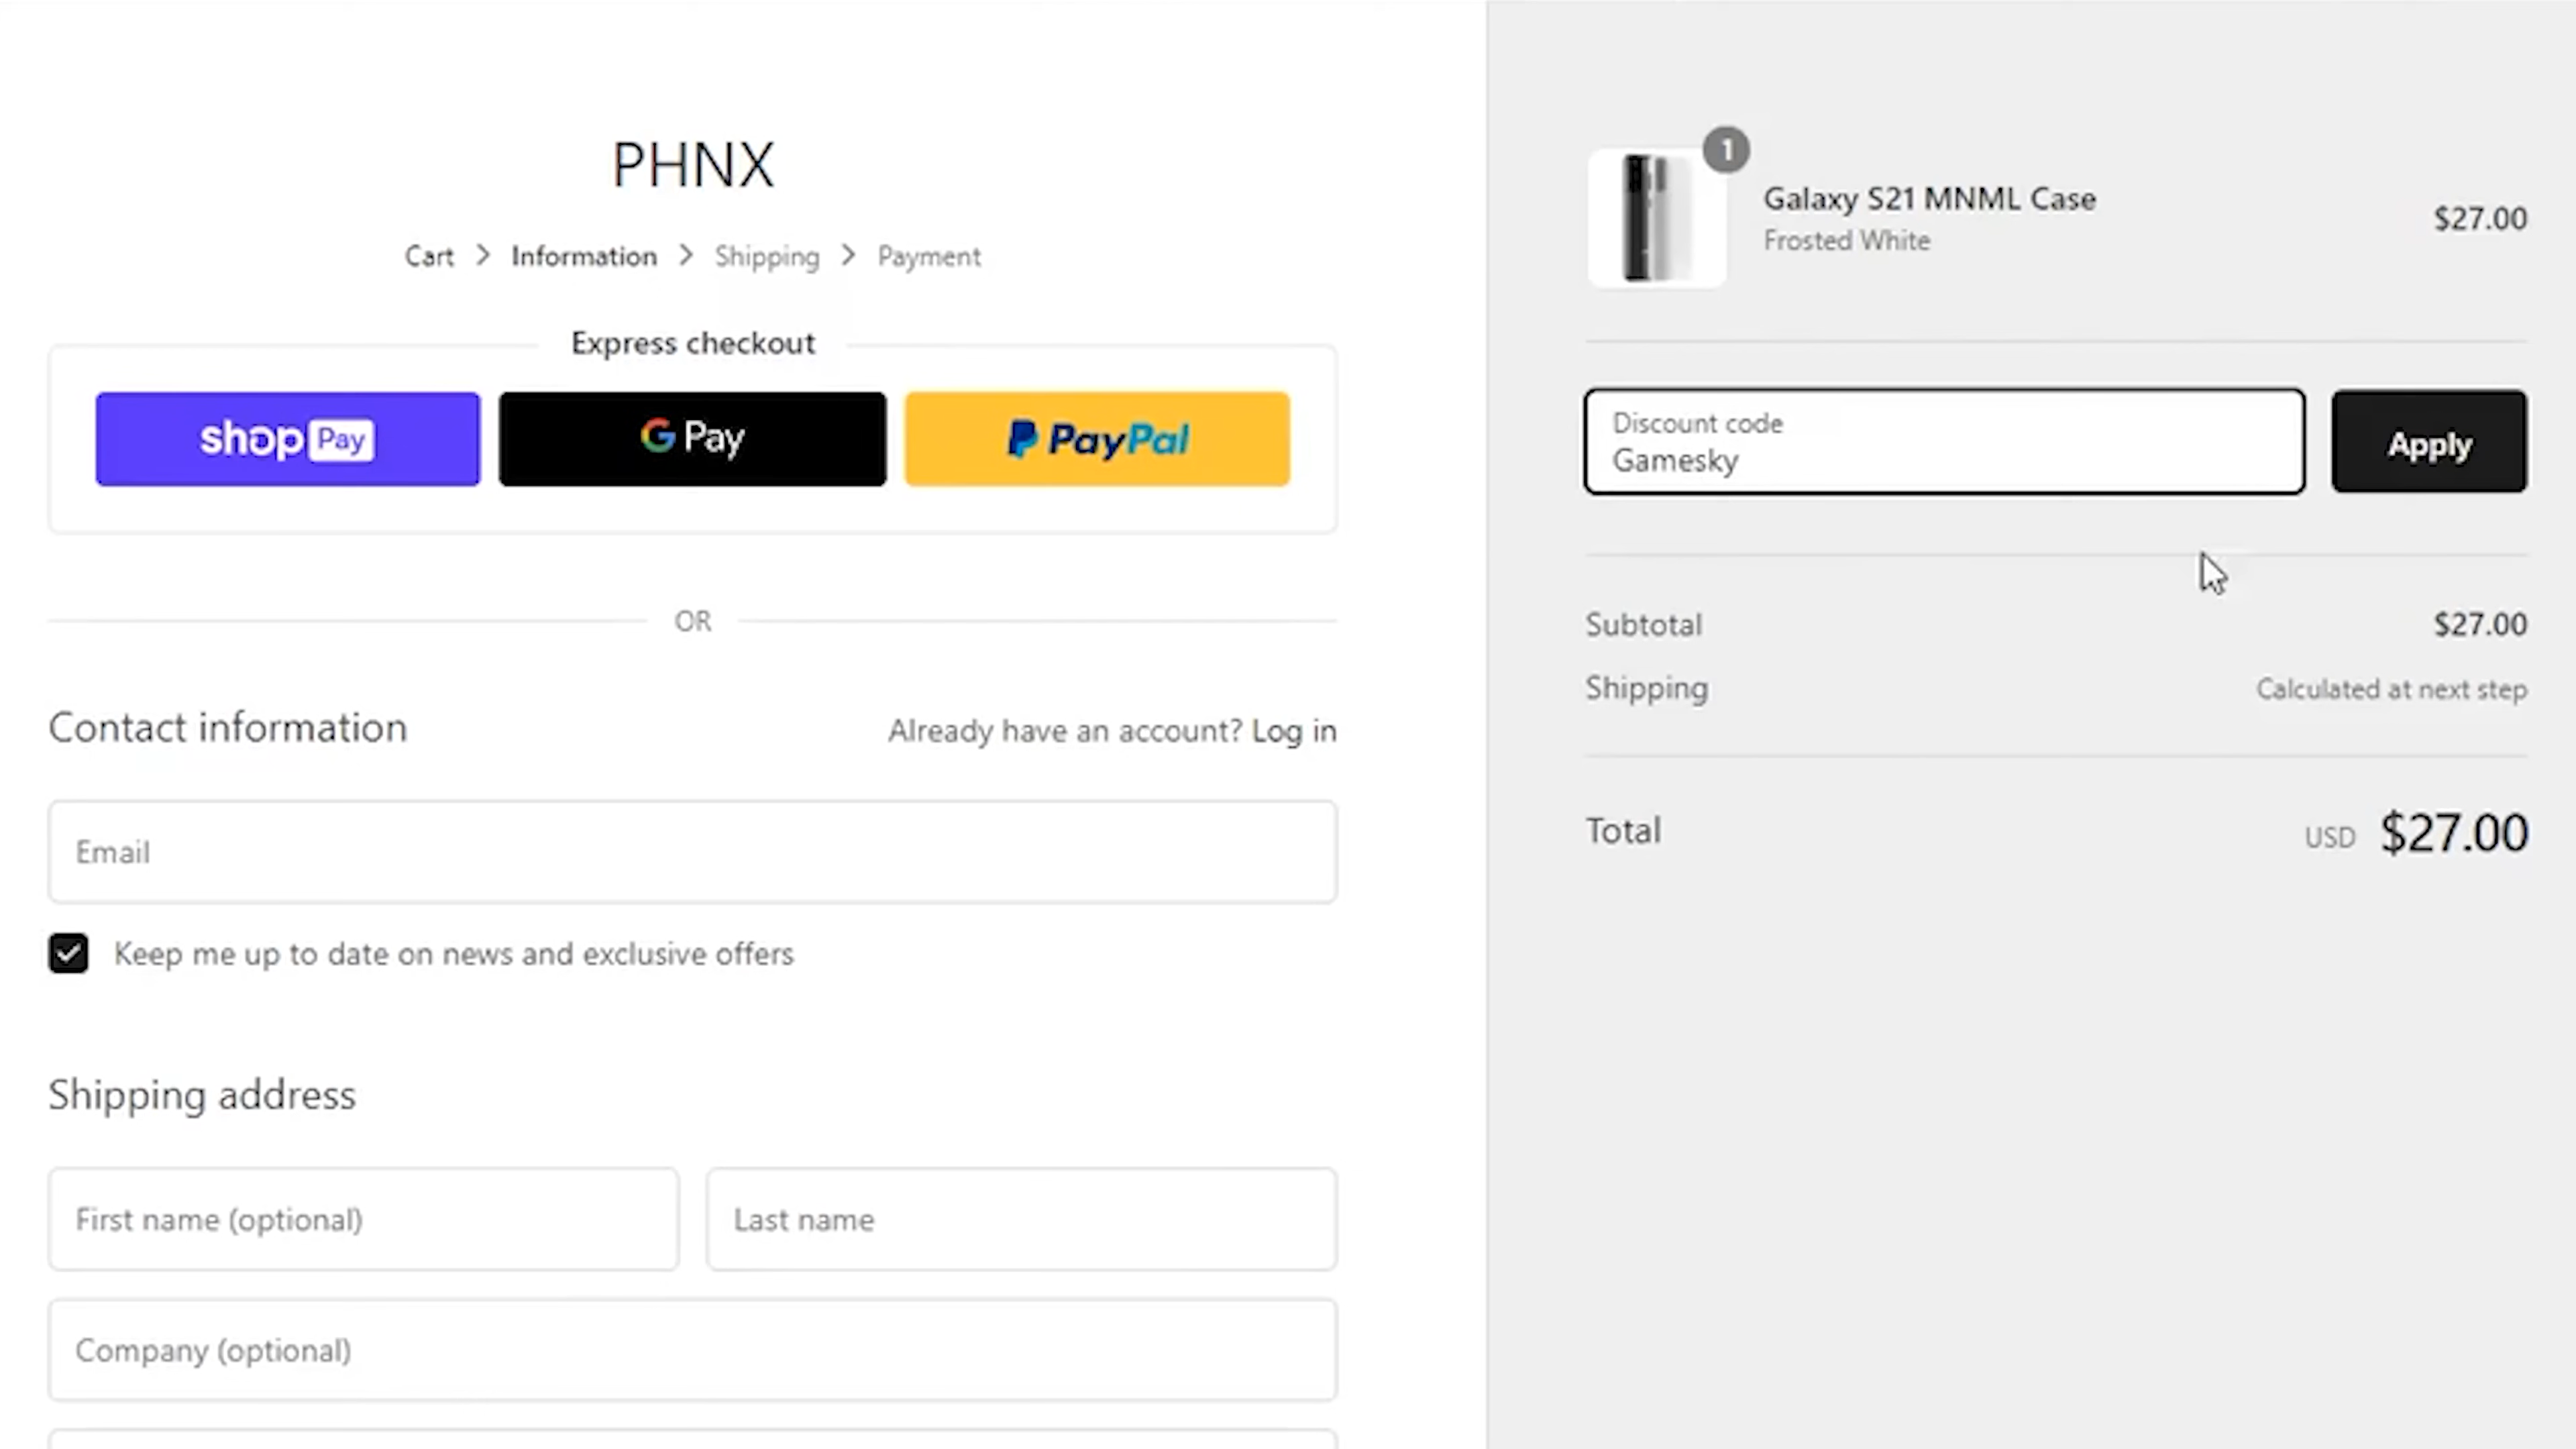 PHNX
Cart > Information > Shipping > Payment
Express checkout
shop Pay
G Pay
PayPal
OR
Contact information
Already have an account? Log in
Email
Keep me up to date on news and exclusive offers
Shipping address
First name (optional)
Last name
Company (optional)
1
Galaxy S21 MNML Case
Frosted White
$27.00
Discount code
Gamesky
Apply
Subtotal
$27.00
Shipping
Calculated at next step
Total
USD $27.00